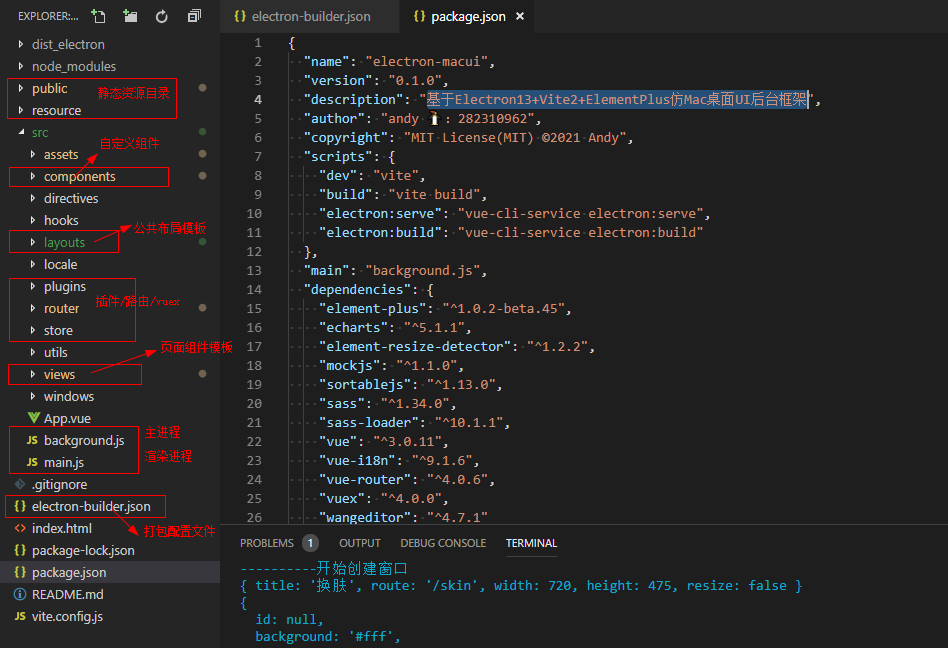 EXPLORER:...
dist_electron
node_modules
public
静态资源目录
resource
src
自定义组件
assets
components
directives
hooks
公共布局模板
layouts
locale
plugins
插件/路由/vuex
router
store
utils
页面组件模板
views
windows
App.vue
主进程
JS background.js
渲染进程
JS main.js
.gitignore
{} electron-builder.json
打包配置文件
<> index.html
{} package-lock.json
{} package.json
README.md
JS vite.config.js
{} electron-builder.json
{} package.json ×
1 {
2 "name": "electron-macui",
3 "version": "0.1.0",
4 "description": "基于Electron13+Vite2+ElementPlus仿Mac桌面UI后台框架",
5 "author": "andy 🐧：282310962",
6 "copyright": "MIT License(MIT) ©2021 Andy",
7 "scripts": {
8 "dev": "vite",
9 "build": "vite build",
10 "electron:serve": "vue-cli-service electron:serve",
11 "electron:build": "vue-cli-service electron:build"
12 },
13 "main": "background.js",
14 "dependencies": {
15 "element-plus": "^1.0.2-beta.45",
16 "echarts": "^5.1.1",
17 "element-resize-detector": "^1.2.2",
18 "mockjs": "^1.1.0",
19 "sortablejs": "^1.13.0",
20 "sass": "^1.34.0",
21 "sass-loader": "^10.1.1",
22 "vue": "^3.0.11",
23 "vue-i18n": "^9.1.6",
24 "vue-router": "^4.0.6",
25 "vuex": "^4.0.0",
26 "wangeditor": "^4.7.1"
PROBLEMS 1 OUTPUT DEBUG CONSOLE TERMINAL
----------开始创建窗口
{ title: '换肤', route: '/skin', width: 720, height: 475, resize: false }
{
id: null,
background: '#fff',